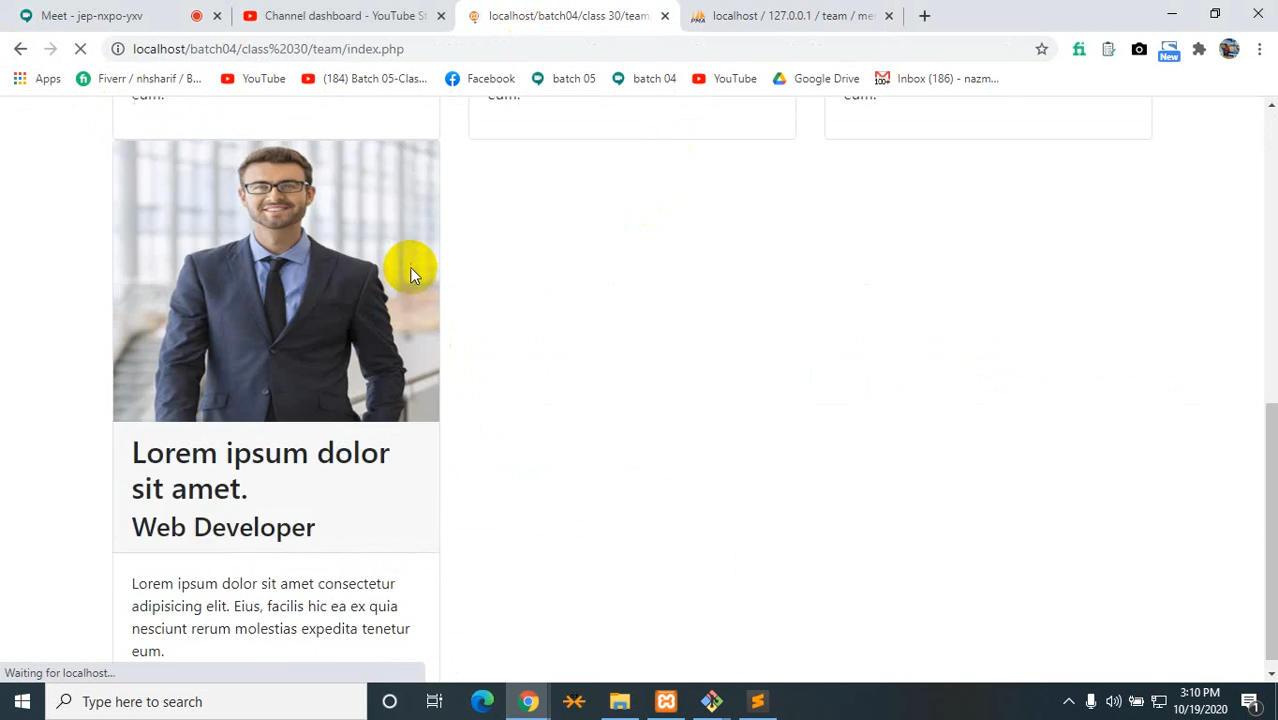 Meet - jep-nxpo-yxv
Channel dashboard - YouTube St
localhost/batch04/class 30/team
localhost / 127.0.0.1 / team / me
localhost/batch04/class%2030/team/index.php
Apps
Fiverr / nhsharif / B...
YouTube
(184) Batch 05-Clas...
Facebook
batch 05
batch 04
YouTube
Google Drive
Inbox (186) - nazm...
New
100+
eum.
eum.
eum.
Lorem ipsum dolor
sit amet.
Web Developer
Lorem ipsum dolor sit amet consectetur
adipisicing elit. Eius, facilis hic ea ex quia
nesciunt rerum molestias expedita tenetur
eum.
Waiting for localhost...
Type here to search
3:10 PM
10/19/2020